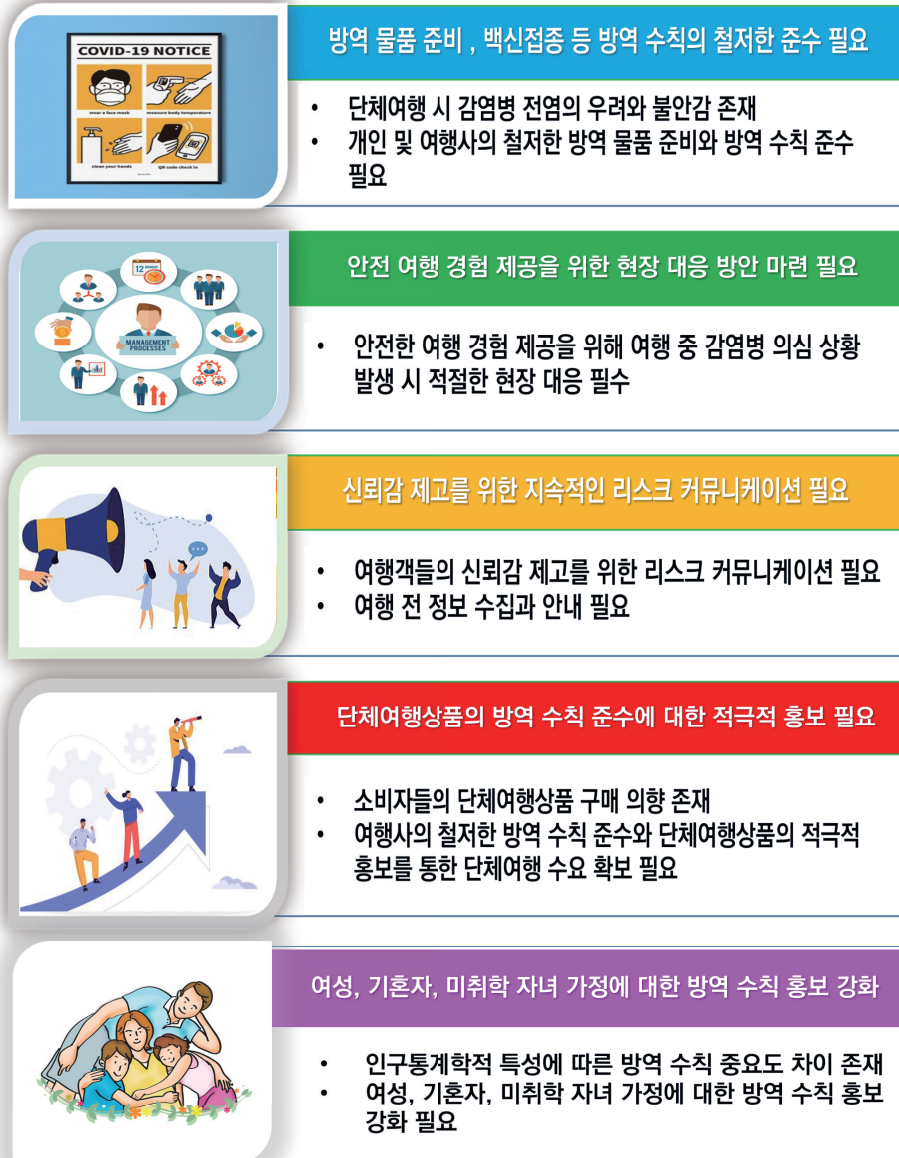 COVID-19 NOTICE
wear a face mask
measure body temperature
clean your hands
QR code check in
방역 물품 준비 , 백신접종 등 방역 수칙의 철저한 준수 필요
• 단체여행 시 감염병 전염의 우려와 불안감 존재
• 개인 및 여행사의 철저한 방역 물품 준비와 방역 수칙 준수
필요
12
MANAGEMENT
PROCESSES
안전 여행 경험 제공을 위한 현장 대응 방안 마련 필요
• 안전한 여행 경험 제공을 위해 여행 중 감염병 의심 상황
발생 시 적절한 현장 대응 필수
신뢰감 제고를 위한 지속적인 리스크 커뮤니케이션 필요
• 여행객들의 신뢰감 제고를 위한 리스크 커뮤니케이션 필요
• 여행 전 정보 수집과 안내 필요
단체여행상품의 방역 수칙 준수에 대한 적극적 홍보 필요
• 소비자들의 단체여행상품 구매 의향 존재
• 여행사의 철저한 방역 수칙 준수와 단체여행상품의 적극적
홍보를 통한 단체여행 수요 확보 필요
여성, 기혼자, 미취학 자녀 가정에 대한 방역 수칙 홍보 강화
• 인구통계학적 특성에 따른 방역 수칙 중요도 차이 존재
• 여성, 기혼자, 미취학 자녀 가정에 대한 방역 수칙 홍보
강화 필요